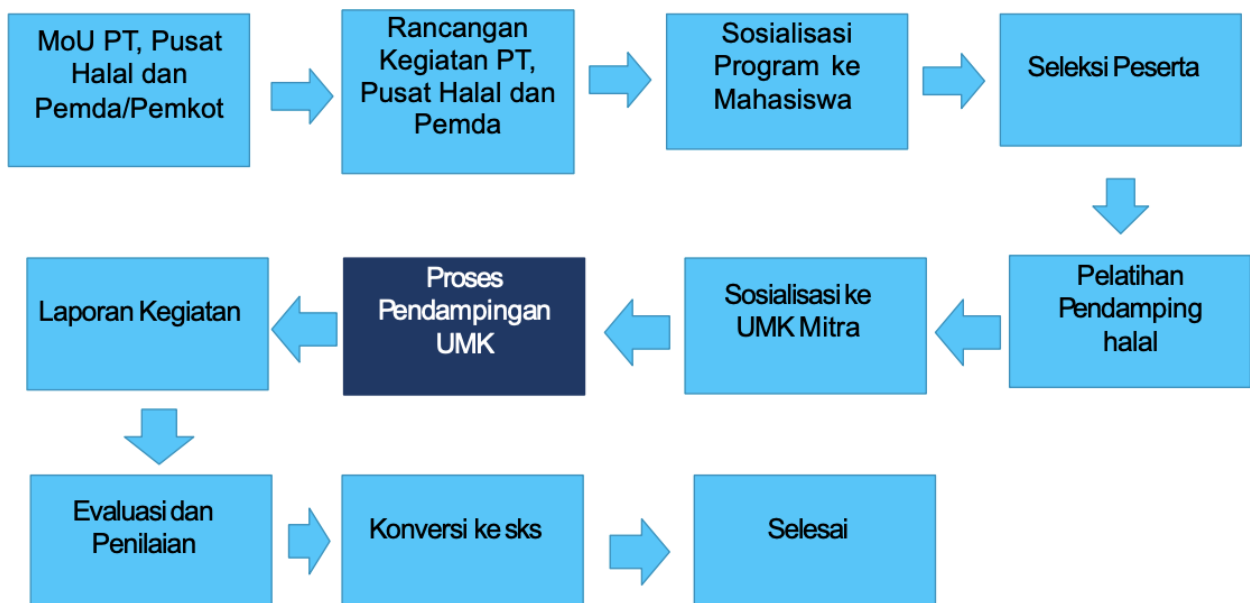 MoU PT, Pusat
Halal dan
Pemda/Pemkot
Rancangan
Kegiatan PT,
Pusat Halal dan
Pemda
Sosialisasi
Program ke
Mahasiswa
Seleksi Peserta
Pelatihan
Pendamping
halal
Sosialisasi ke
UMK Mitra
Proses
Pendampingan
UMK
Laporan Kegiatan
Evaluasi dan
Penilaian
Konversi ke sks
Selesai